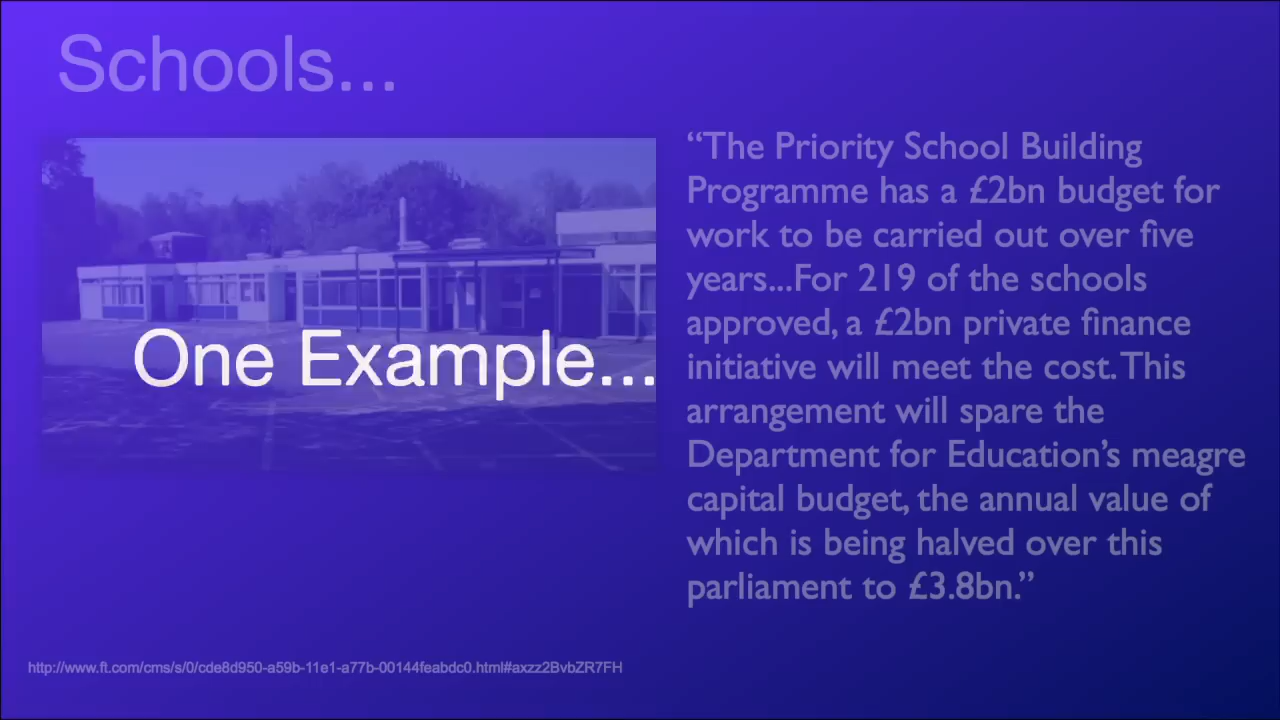 Schools...
One Example...
“The Priority School Building
Programme has a £2bn budget for
work to be carried out over five
years...For 219 of the schools
approved, a £2bn private finance
initiative will meet the cost. This
arrangement will spare the
Department for Education’s meagre
capital budget, the annual value of
which is being halved over this
parliament to £3.8bn.”
http://www.ft.com/cms/s/0/cde8d950-a59b-11e1-a77b-00144feabdc0.html#axzz2BvbZR7FH